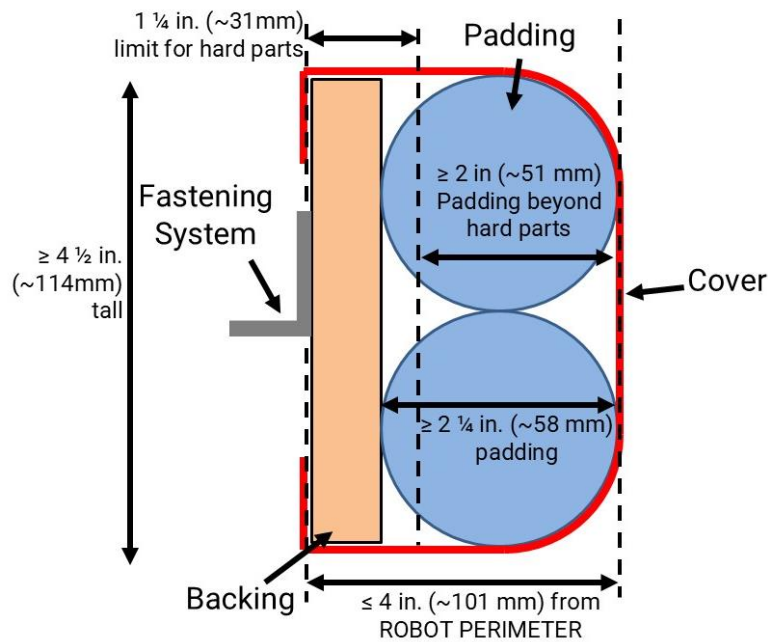 1 ¼ in. (~31mm)
limit for hard parts
Padding
≥ 2 in (~51 mm)
Padding beyond
hard parts
Fastening
System
≥ 4 ½ in.
(~114mm)
tall
Cover
≥ 2 ¼ in. (~58 mm)
padding
Backing
≤ 4 in. (~101 mm) from
ROBOT PERIMETER